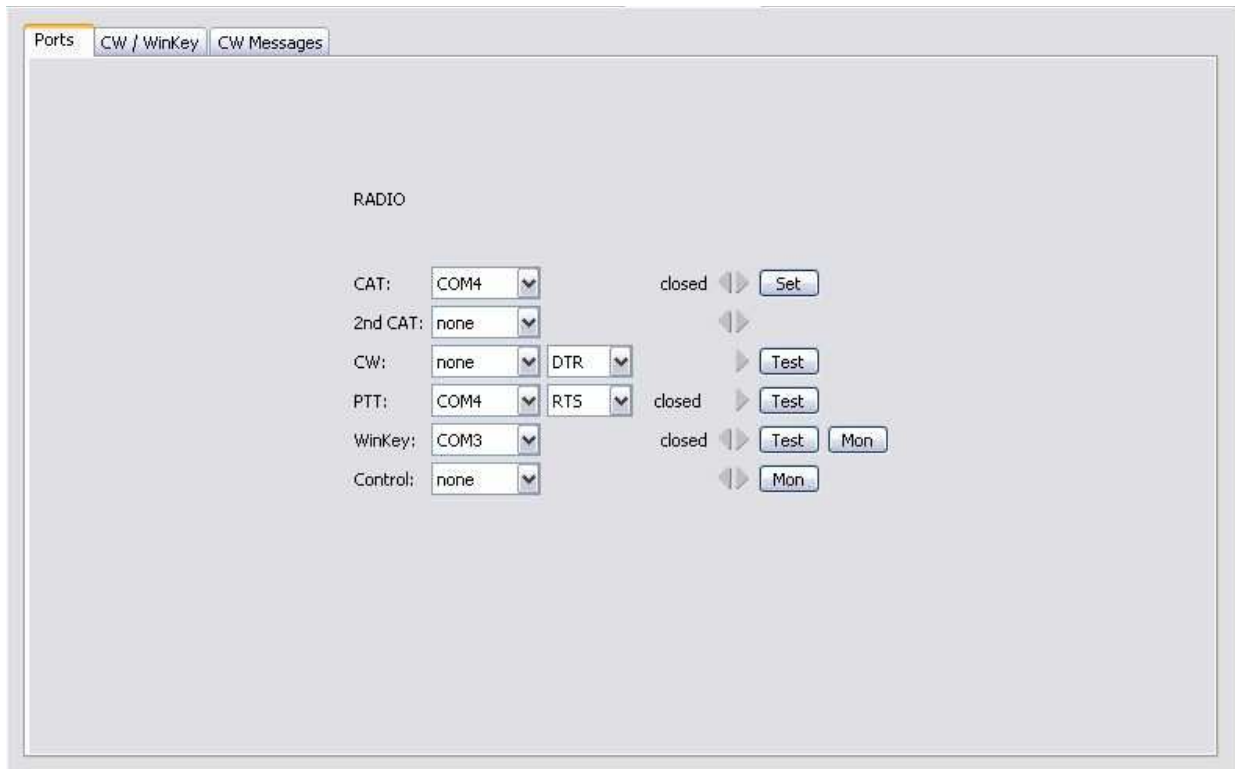 Ports CW / WinKey CW Messages
RADIO
CAT: COM4 closed Set
2nd CAT: none
CW: none DTR Test
PTT: COM4 RTS closed Test
WinKey: COM3 closed Test Mon
Control: none Mon